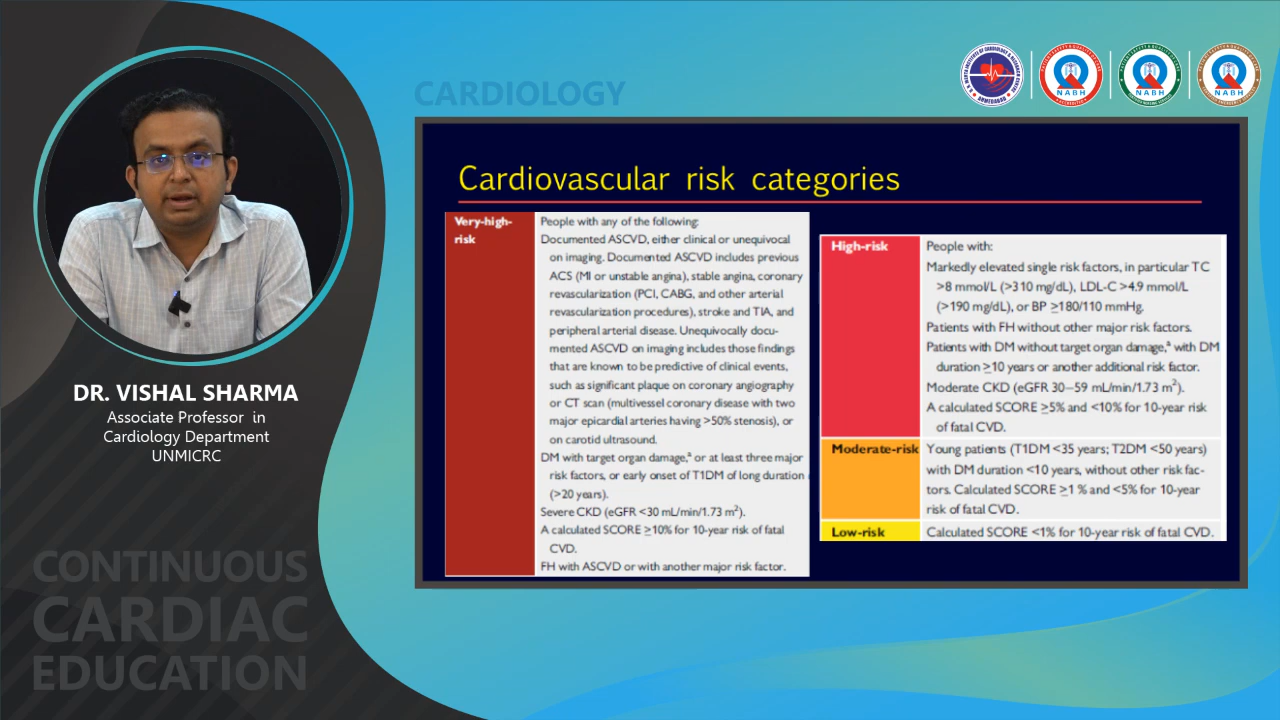 CARDIOLOGY
NABH
NABH
NABH
Cardiovascular risk categories
Very-high-
risk
People with any of the following:
Documented ASCVD, either clinical or unequivocal
on imaging. Documented ASCVD includes previous
ACS (MI or unstable angina), stable angina, coronary
revascularization (PCI, CABG, and other arterial
revascularization procedures), stroke and TIA, and
peripheral arterial disease. Unequivocally docu-
mented ASCVD on imaging includes those findings
that are known to be predictive of clinical events,
such as significant plaque on coronary angiography
or CT scan (multivessel coronary disease with two
major epicardial arteries having >50% stenosis), or
on carotid ultrasound.
DM with target organ damage,ª or at least three major
risk factors, or early onset of T1DM of long duration
(>20 years).
Severe CKD (eGFR <30 mL/min/1.73 m²).
A calculated SCORE ≥10% for 10-year risk of fatal
CVD.
FH with ASCVD or with another major risk factor.
High-risk
People with:
Markedly elevated single risk factors, in particular TC
>8 mmol/L (>310 mg/dL), LDL-C >4.9 mmol/L
(>190 mg/dL), or BP ≥180/110 mmHg.
Patients with FH without other major risk factors.
Patients with DM without target organ damage,ª with DM
duration ≥10 years or another additional risk factor.
Moderate CKD (eGFR 30–59 mL/min/1.73 m²).
A calculated SCORE ≥5% and <10% for 10-year risk
of fatal CVD.
Moderate-risk
Young patients (T1DM <35 years; T2DM <50 years)
with DM duration <10 years, without other risk fac-
tors. Calculated SCORE ≥1 % and <5% for 10-year
risk of fatal CVD.
Low-risk
Calculated SCORE <1% for 10-year risk of fatal CVD.
DR. VISHAL SHARMA
Associate Professor in
Cardiology Department
UNMICRC
CONTINUOUS
CARDIAC
EDUCATION